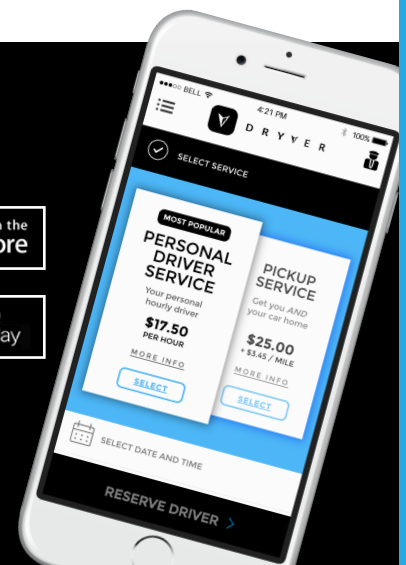 BELL
4:21 PM
100%
DRYVER
SELECT SERVICE
MOST POPULAR
PERSONAL
DRIVER
SERVICE
Your personal
hourly driver
$17.50
PER HOUR
MORE INFO
SELECT
PICKUP
SERVICE
Get you AND
your car home
$25.00
+ $3.45 / MILE
MORE INFO
SELECT
SELECT DATE AND TIME
RESERVE DRIVER >
the
ore
ay